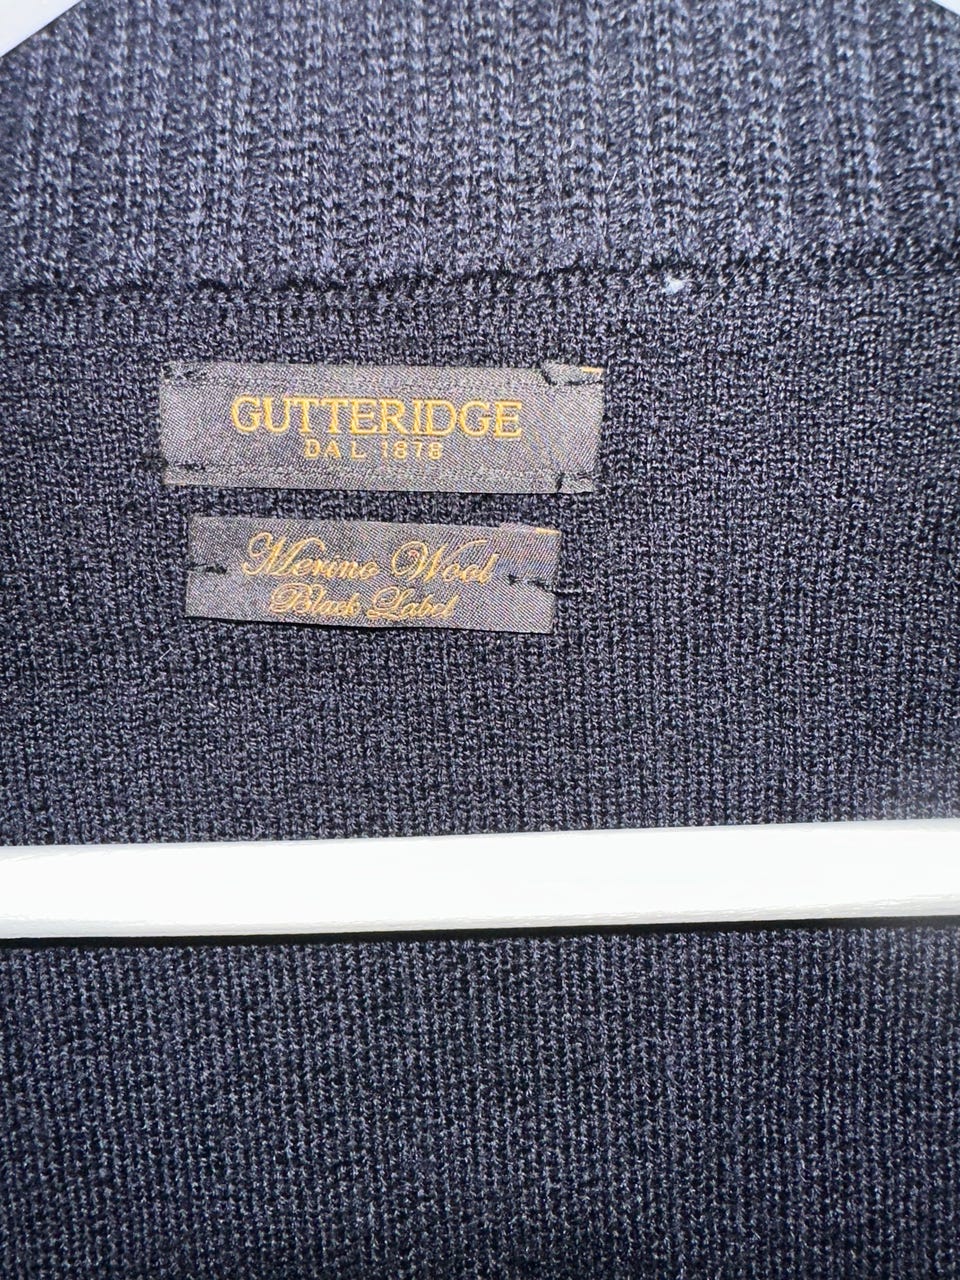 GUTTERIDGE
DAL 1878
Merino Wool
Black Label